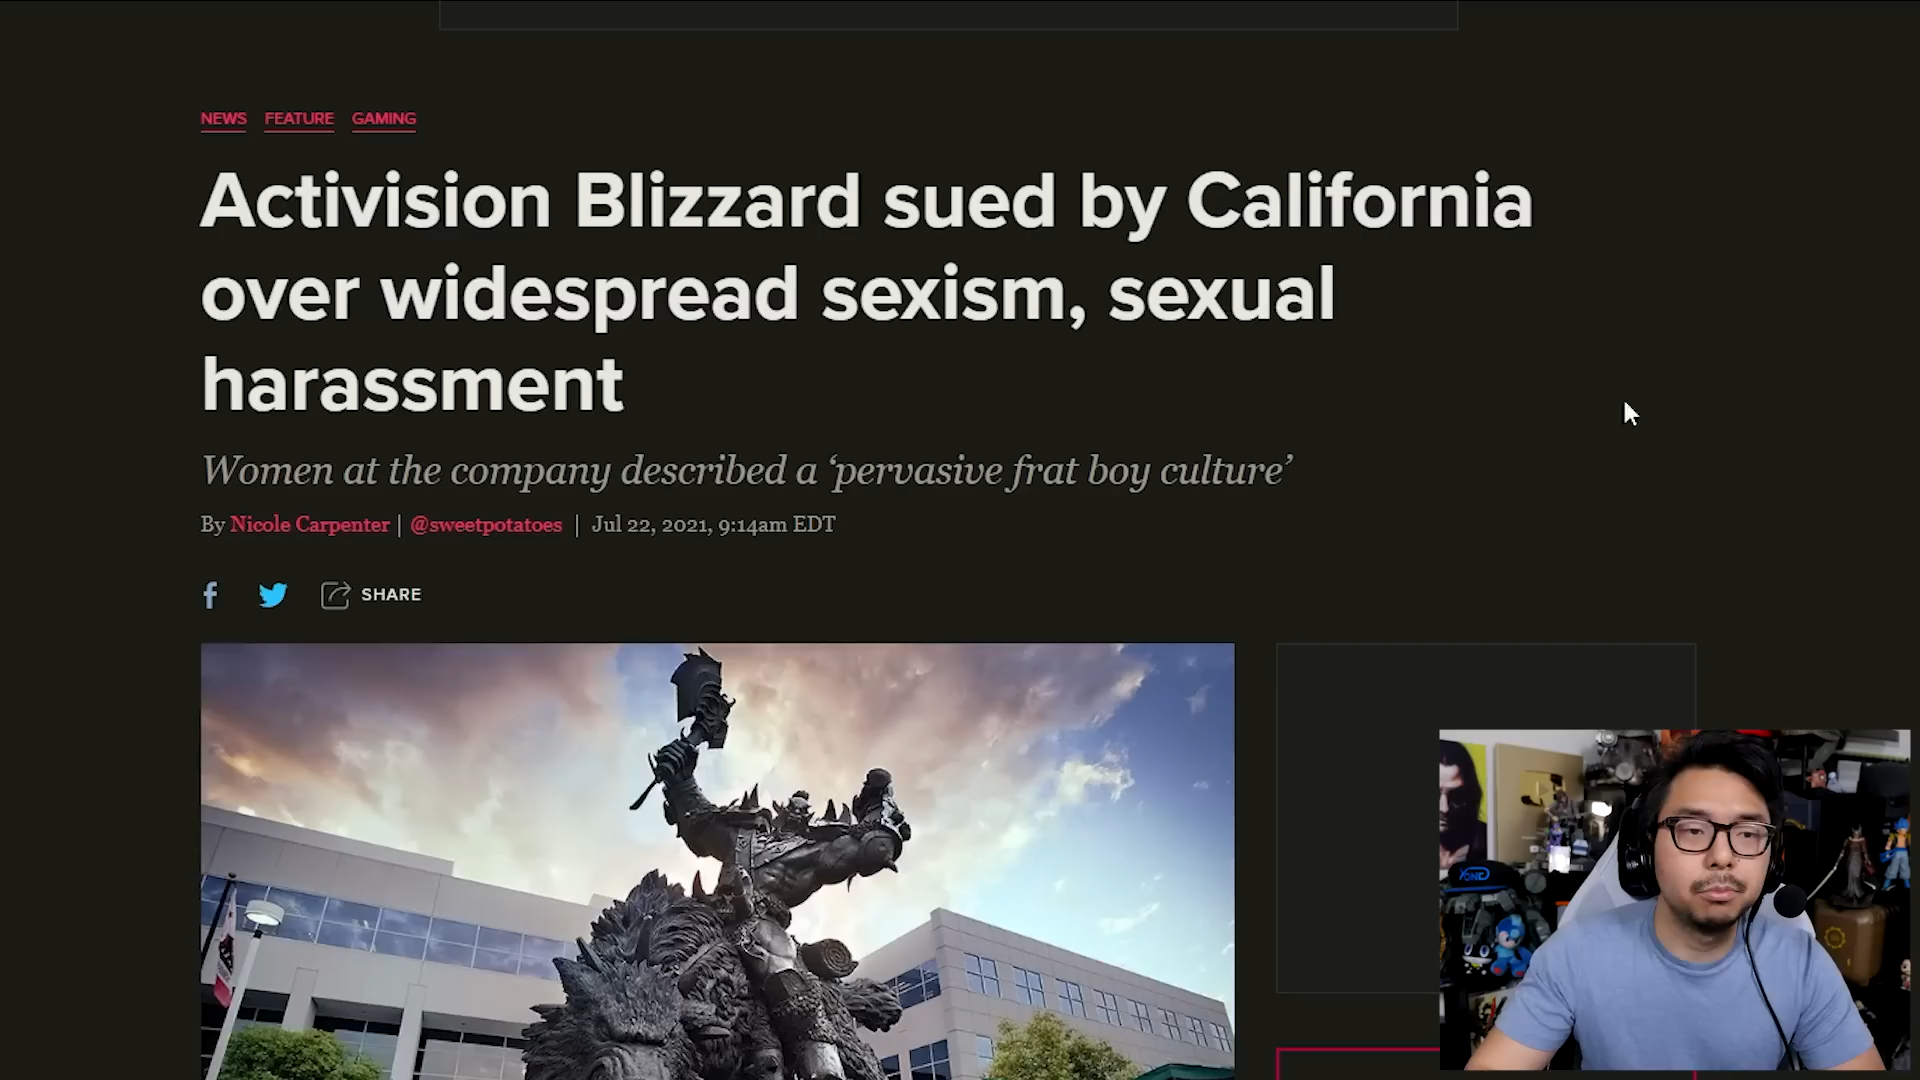 NEWS FEATURE GAMING
Activision Blizzard sued by California
over widespread sexism, sexual
harassment
Women at the company described a ‘pervasive frat boy culture’
By Nicole Carpenter | @sweetpotatoes | Jul 22, 2021, 9:14am EDT
SHARE